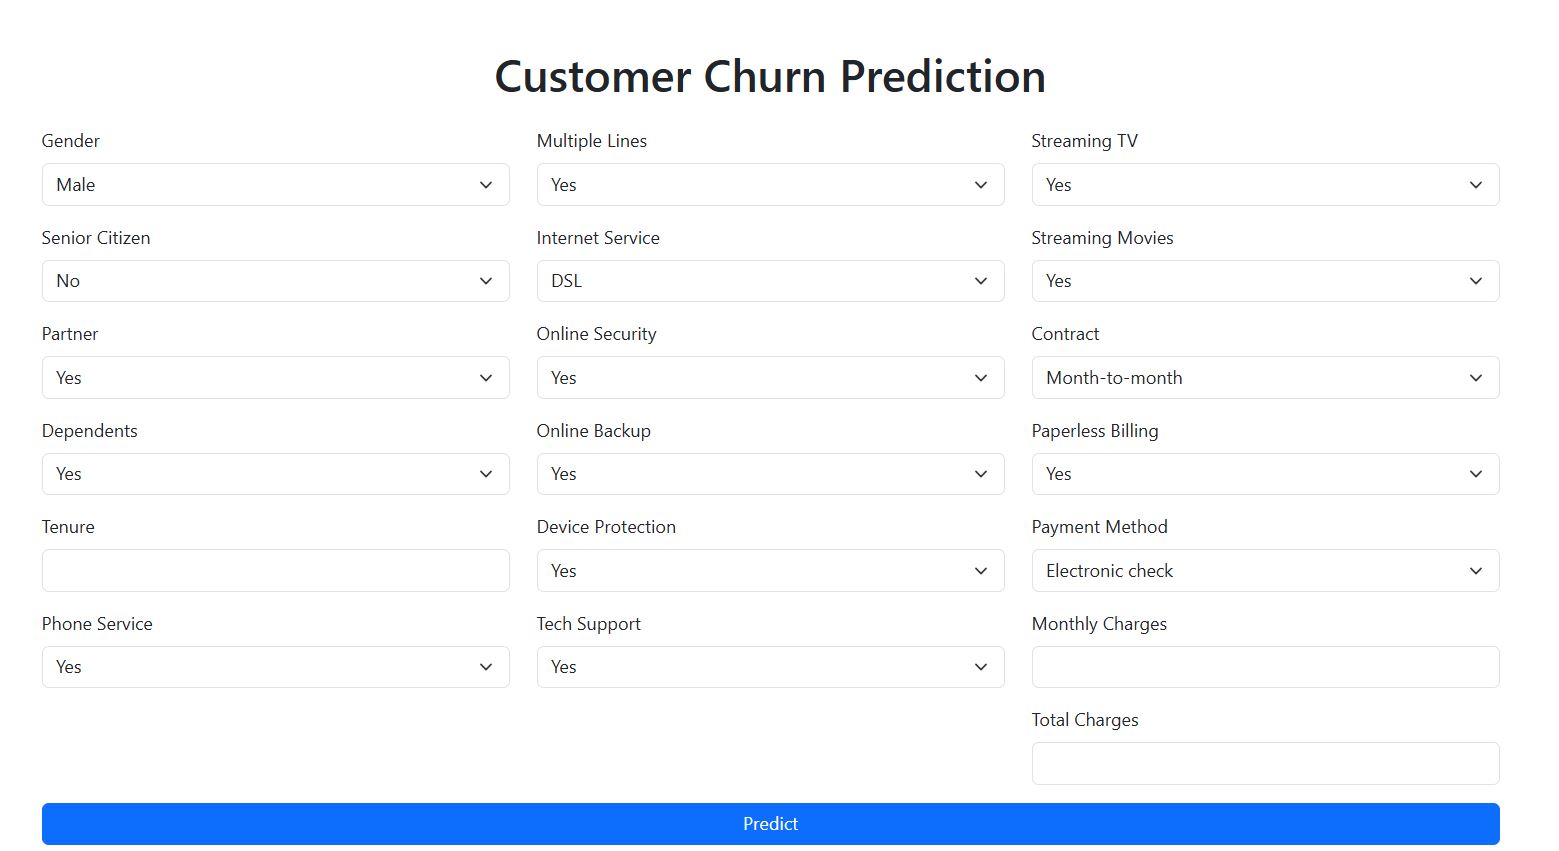 Customer Churn Prediction
Gender
Male
Senior Citizen
No
Partner
Yes
Dependents
Yes
Tenure
Phone Service
Yes
Multiple Lines
Yes
Internet Service
DSL
Online Security
Yes
Online Backup
Yes
Device Protection
Yes
Tech Support
Yes
Streaming TV
Yes
Streaming Movies
Yes
Contract
Month-to-month
Paperless Billing
Yes
Payment Method
Electronic check
Monthly Charges
Total Charges
Predict